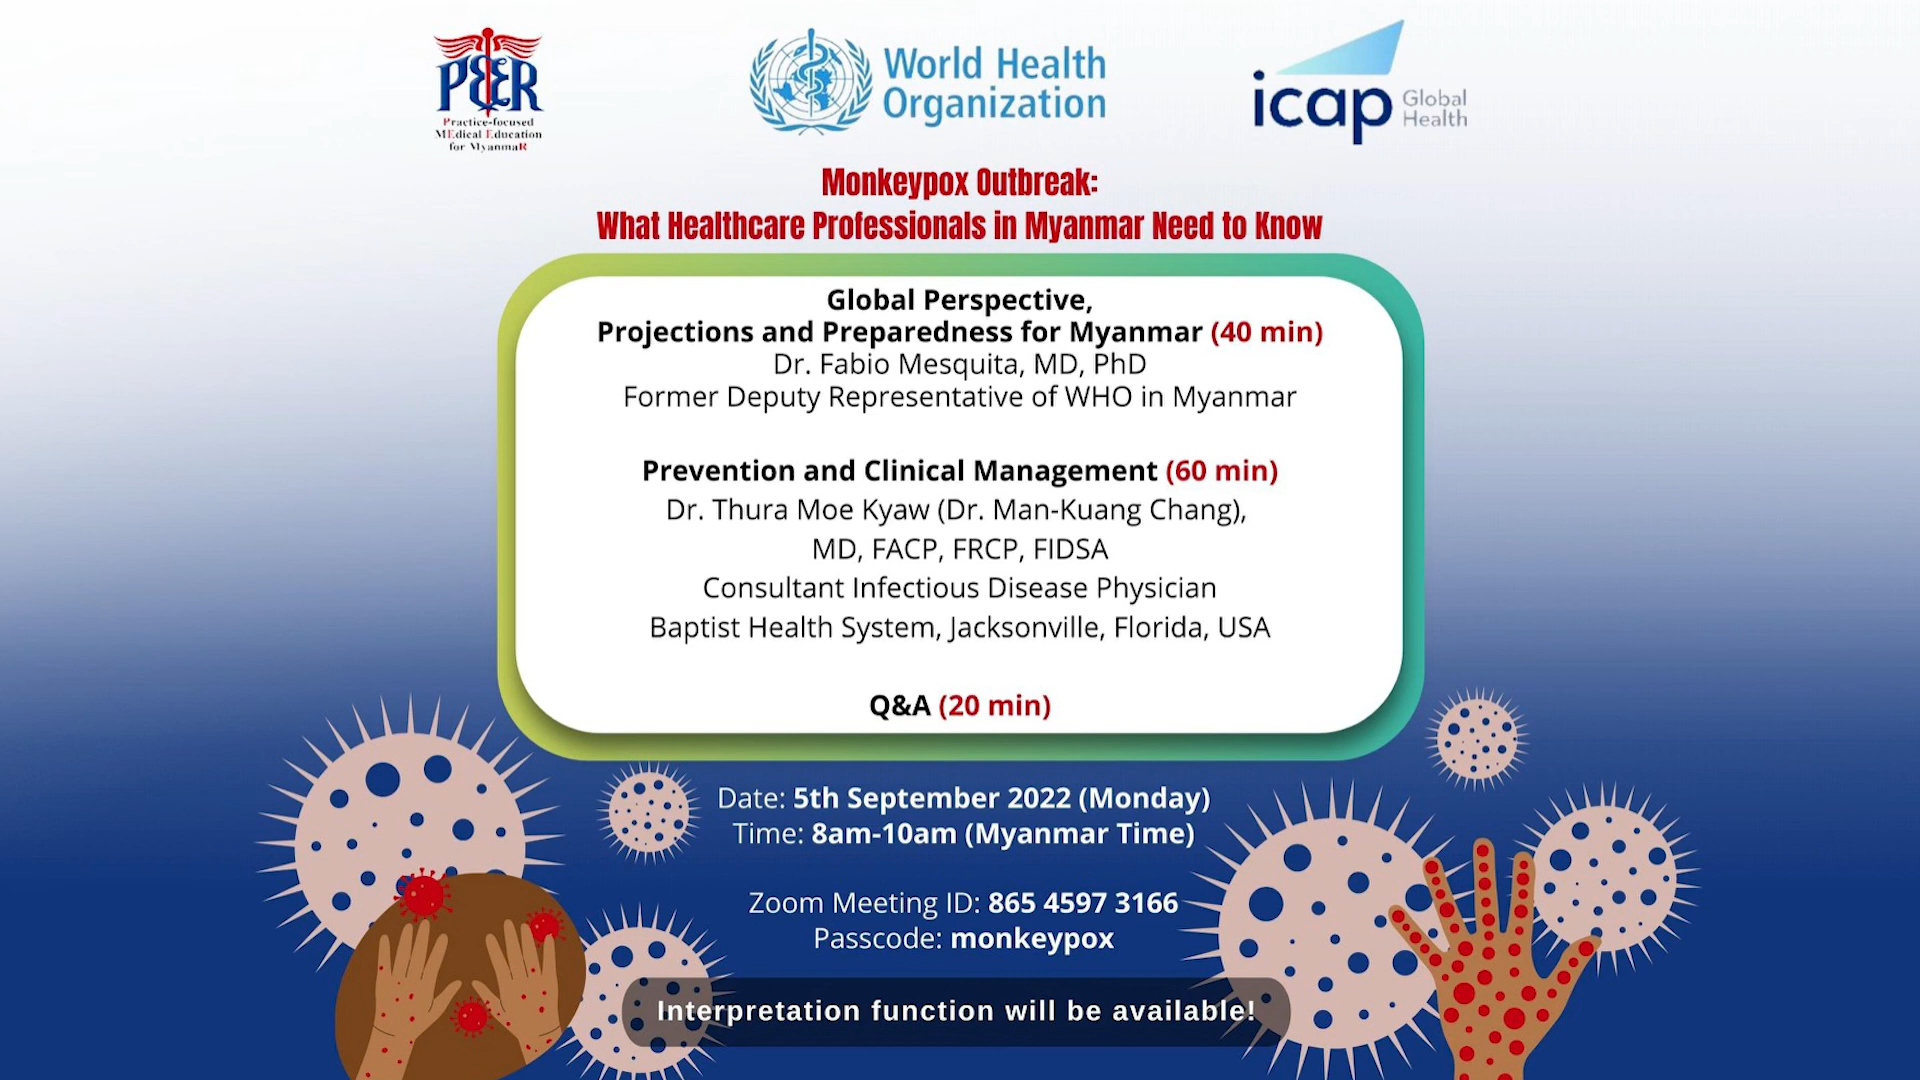 PEER
Practice-focused
MEdical Education
for MyanmaR
World Health
Organization
icap
Global
Health
Monkeypox Outbreak:
What Healthcare Professionals in Myanmar Need to Know
Global Perspective,
Projections and Preparedness for Myanmar (40 min)
Dr. Fabio Mesquita, MD, PhD
Former Deputy Representative of WHO in Myanmar
Prevention and Clinical Management (60 min)
Dr. Thura Moe Kyaw (Dr. Man-Kuang Chang),
MD, FACP, FRCP, FIDSA
Consultant Infectious Disease Physician
Baptist Health System, Jacksonville, Florida, USA
Q&A (20 min)
Date: 5th September 2022 (Monday)
Time: 8am-10am (Myanmar Time)
Zoom Meeting ID: 865 4597 3166
Passcode: monkeypox
Interpretation function will be available!